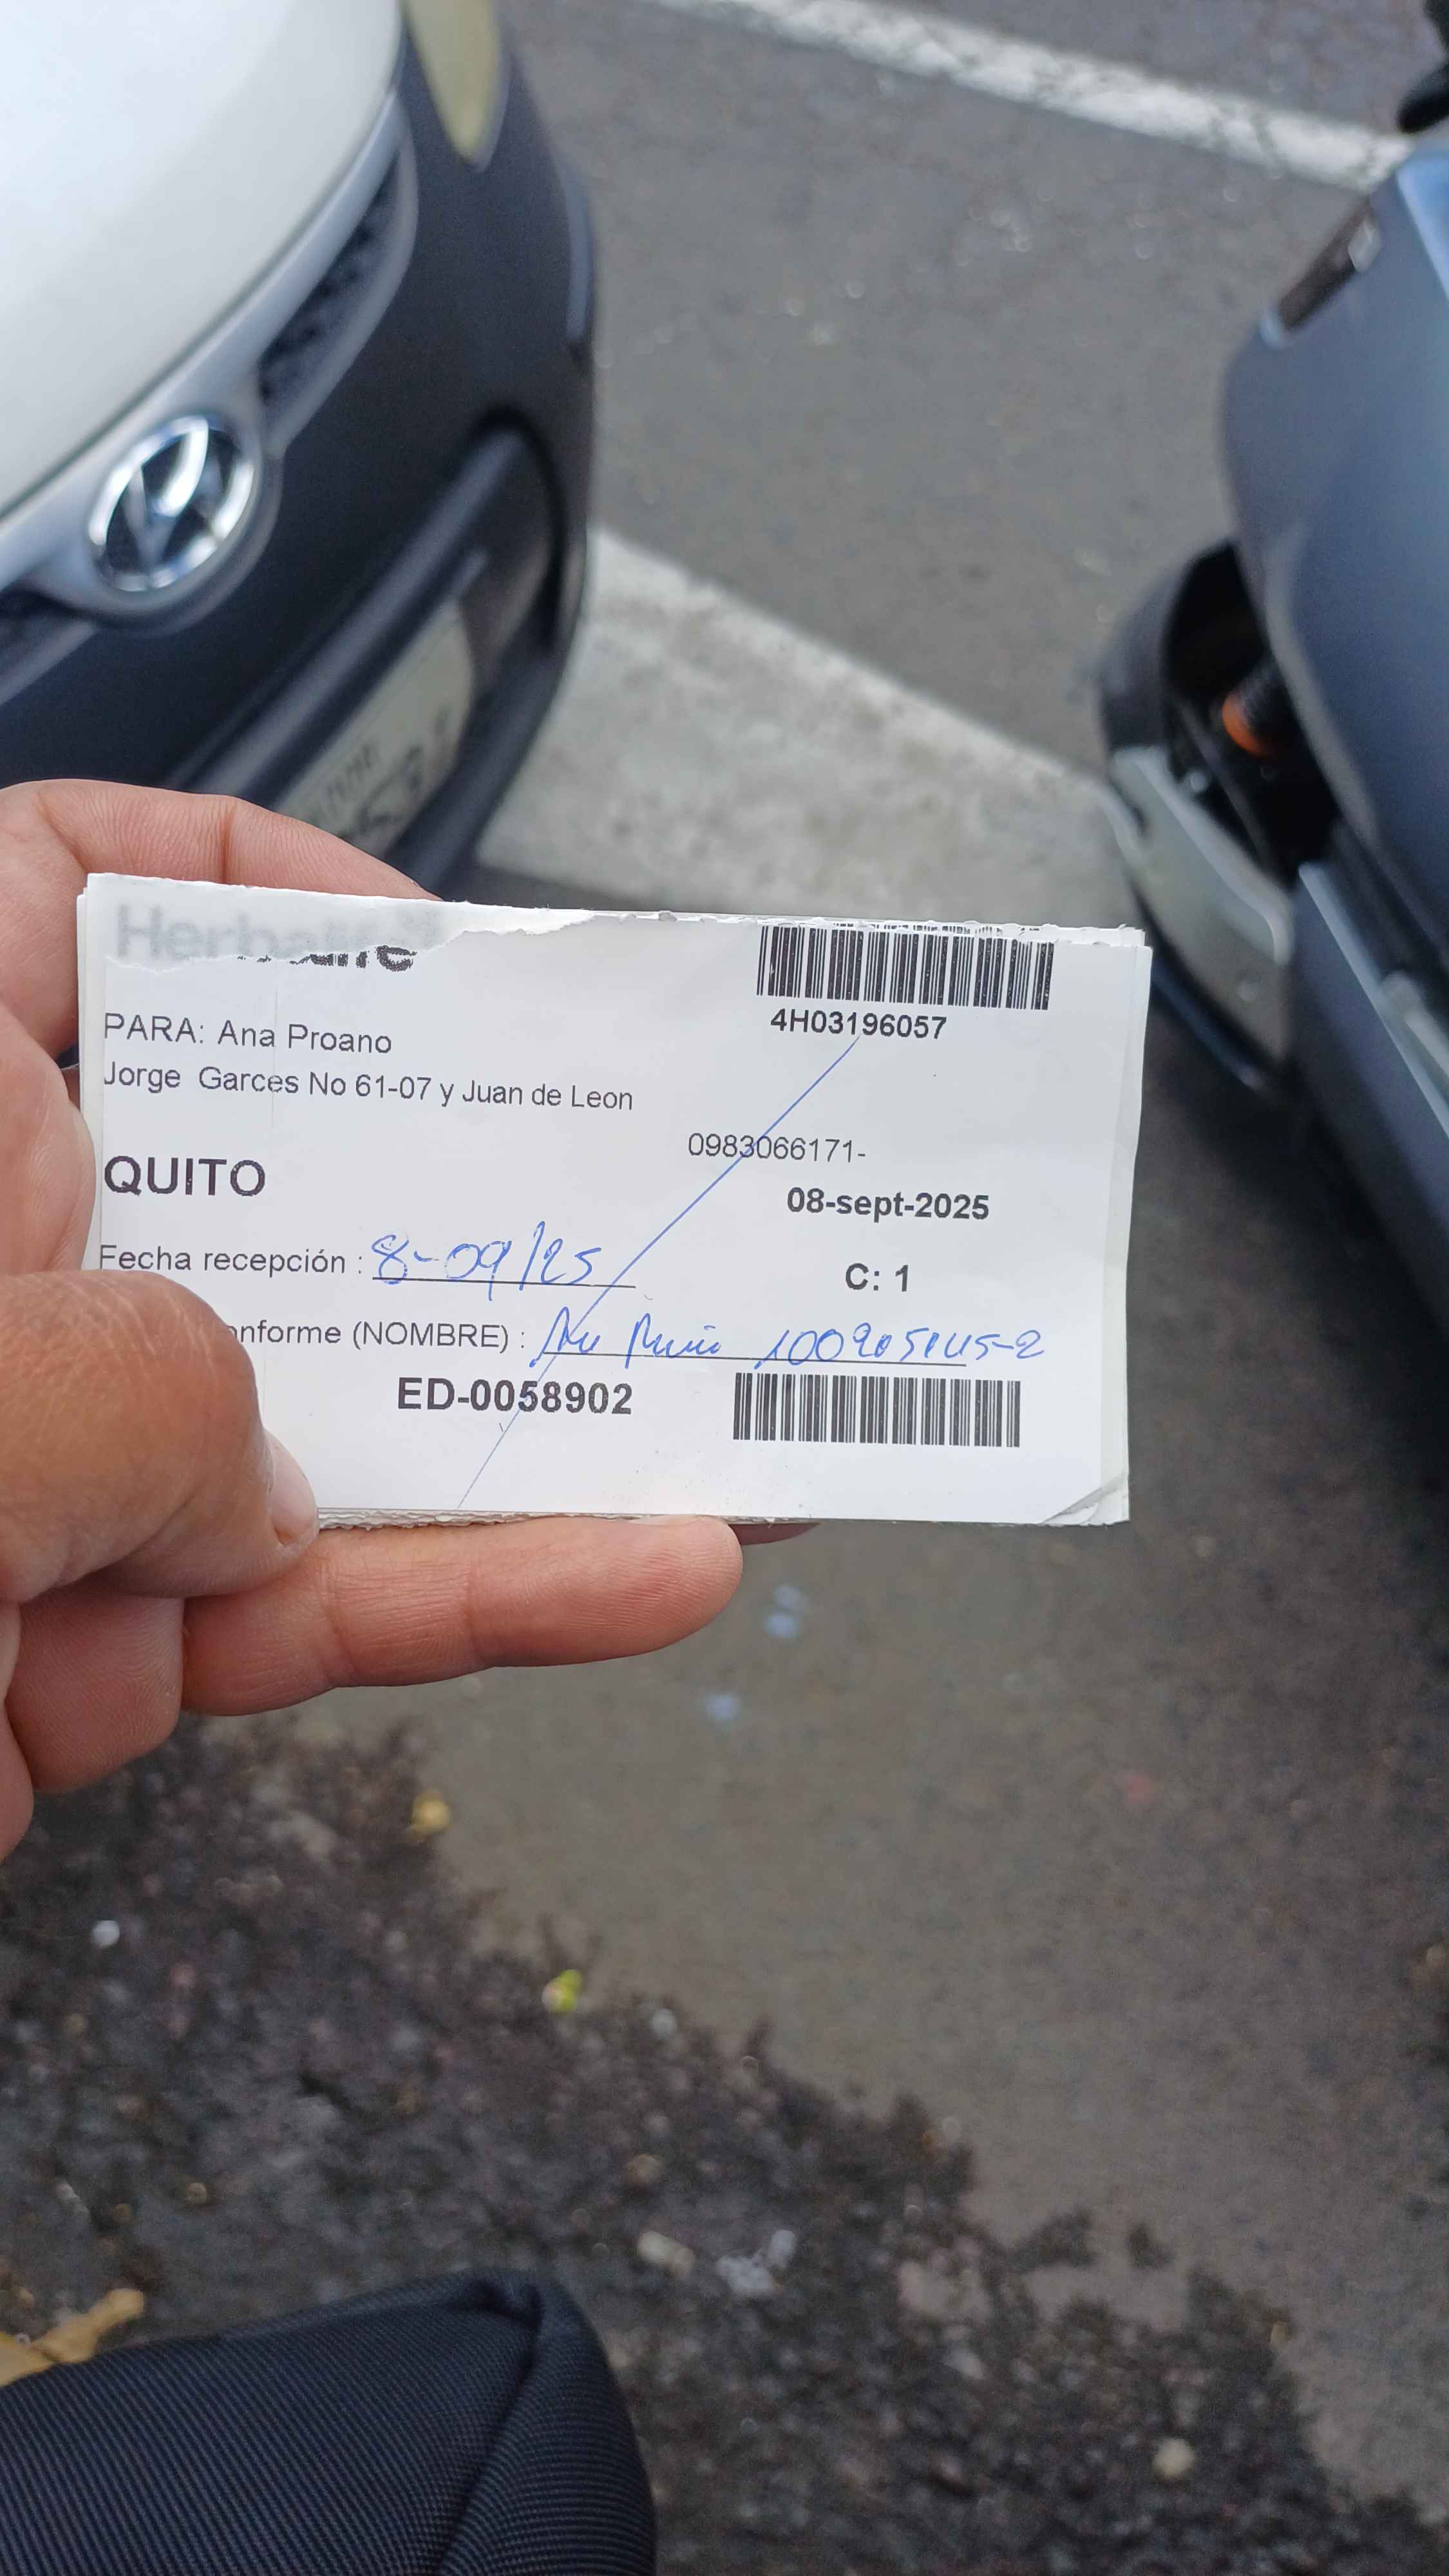 Herbalife
4H03196057
PARA: Ana Proano
Jorge Garces No 61-07 y Juan de Leon
0983066171-
QUITO
08-sept-2025
Fecha recepción : 8-09/25
C: 1
onforme (NOMBRE) :
ED-0058902